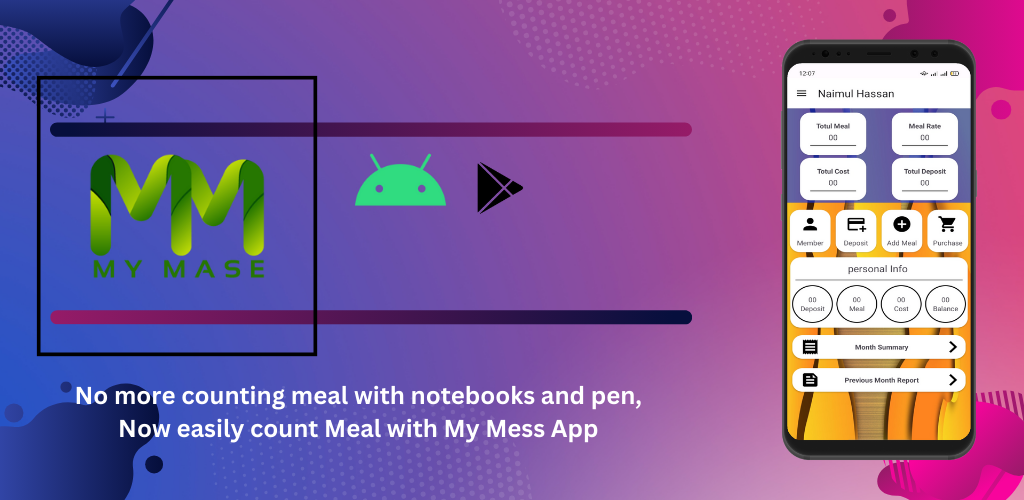 MY MASE
No more counting meal with notebooks and pen,
Now easily count Meal with My Mess App
12:07
Naimul Hassan
Totul Meal
00
Meal Rate
00
Totul Cost
00
Totul Deposit
00
Member
Deposit
Add Meal
Purchase
personal Info
00
Deposit
00
Meal
00
Cost
00
Balance
Month Summary
Previous Month Report